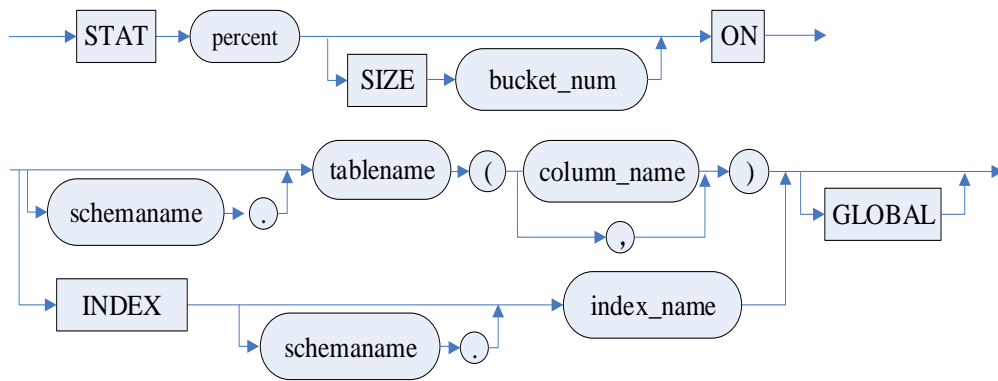 STAT percent ON
SIZE bucket_num
tablename ( column_name )
schemaname . , GLOBAL
INDEX index_name
schemaname .